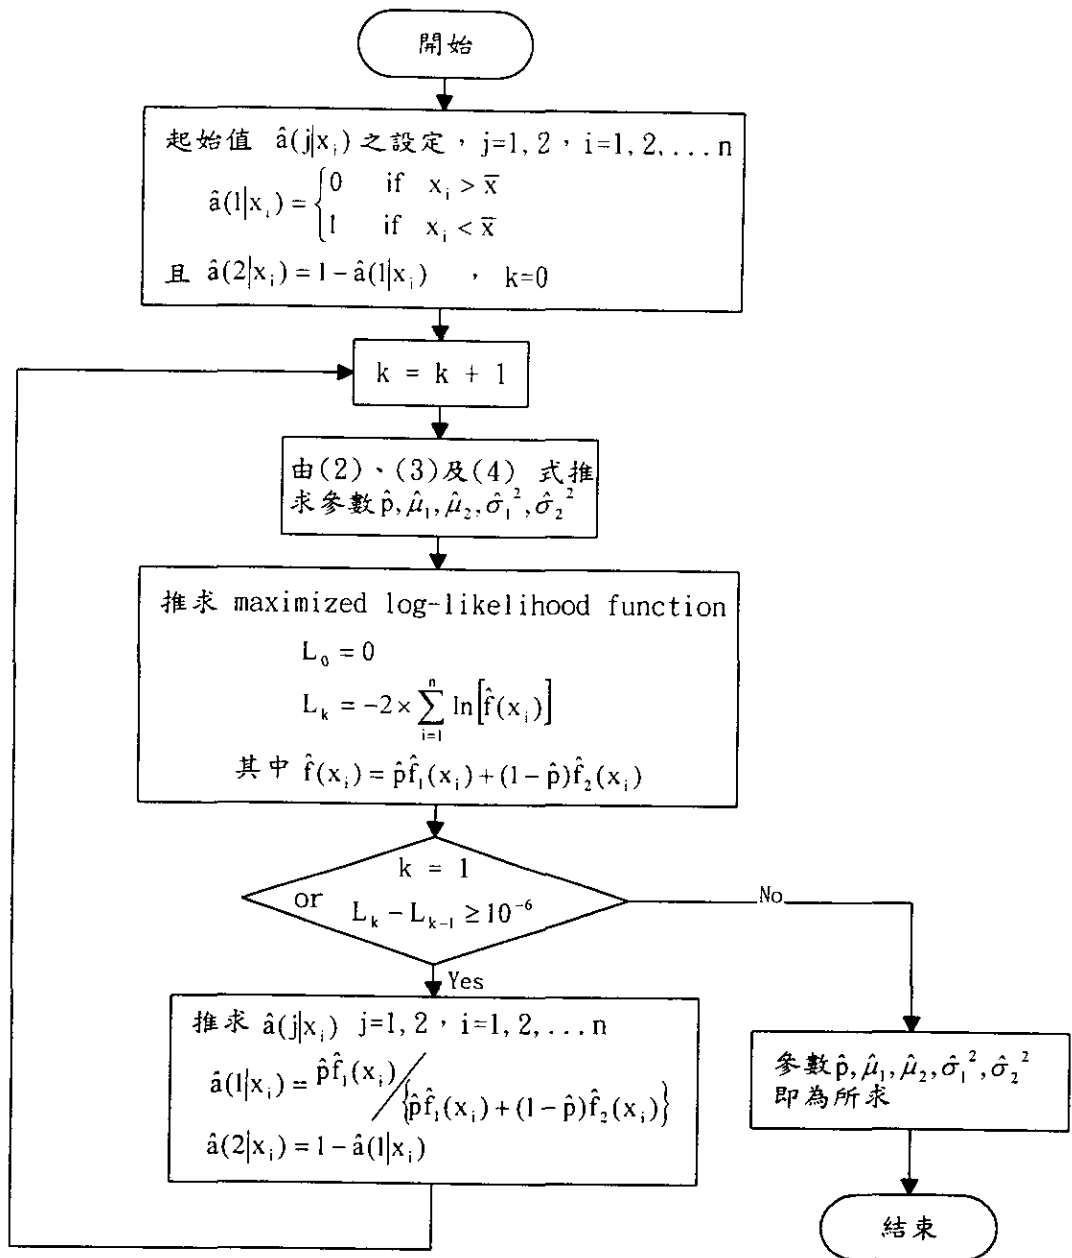 開始
起始值 â(j|xᵢ) 之設定，j=1, 2，i=1, 2, . . . . n
â(1|xᵢ) = { 0 if xᵢ > x̄
1 if xᵢ < x̄
且 â(2|xᵢ) = 1 − â(1|xᵢ) ， k=0
k = k + 1
由(2)、(3)及(4) 式推
求參數 p̂, μ̂₁, μ̂₂, σ̂₁², σ̂₂²
推求 maximized log-likelihood function
L₀ = 0
Lₖ = −2 × ∑ᵢ₌₁ⁿ ln[f̂(xᵢ)]
其中 f̂(xᵢ) = p̂f̂₁(xᵢ) + (1 − p̂)f̂₂(xᵢ)
k = 1
or Lₖ − Lₖ₋₁ ≥ 10⁻⁶
No
Yes
推求 â(j|xᵢ) j=1, 2，i=1, 2, . . . n
â(1|xᵢ) = p̂f̂₁(xᵢ) / {p̂f̂₁(xᵢ) + (1 − p̂)f̂₂(xᵢ)}
â(2|xᵢ) = 1 − â(1|xᵢ)
參數 p̂, μ̂₁, μ̂₂, σ̂₁², σ̂₂²
即為所求
結束